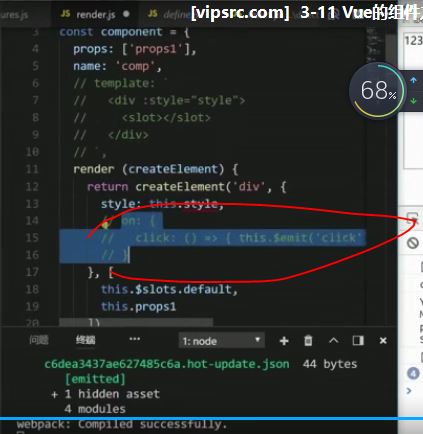 ures.js
JS render.js
JS define
[vipsrc.com] 3-11 Vue的组件
3 const component = {
4 props: ['props1'],
5 name: 'comp',
6 // template: `
7 // <div :style="style">
8 // <slot></slot>
9 // </div>
10 // `,
11 render (createElement) {
12 return createElement('div', {
13 style: this.style,
14 // on: {
15 // click: () => { this.$emit('click'
16 // }
17 }, [
18 this.$slots.default,
19 this.props1
20 ])
123
68%
问题 终端 ... 1: node
c6dea3437ae627485c6a.hot-update.json 44 bytes
[emitted]
+ 1 hidden asset
4 modules
webpack: Compiled successfully.
4